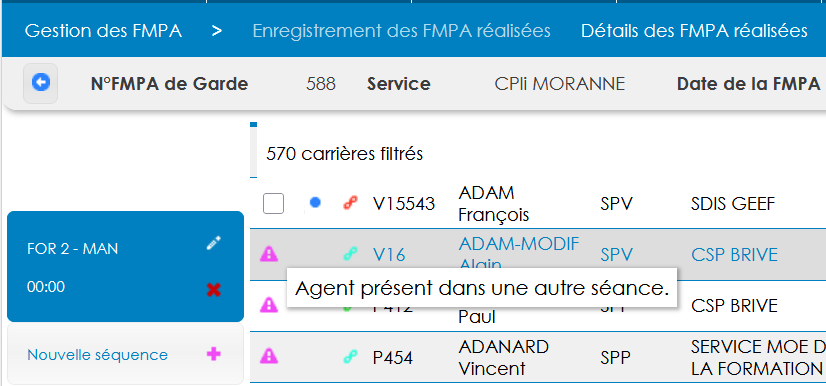 Gestion des FMPA > Enregistrement des FMPA réalisées Détails des FMPA réalisées
N°FMPA de Garde 588 Service CPIi MORANNE Date de la FMPA
570 carrières filtrés
V15543 ADAM François SPV SDIS GEEF
FOR 2 - MAN
00:00
Nouvelle séquence
V16 ADAM-MODIF Alain SPV CSP BRIVE
Agent présent dans une autre séance.
Paul CSP BRIVE
P454 ADANARD Vincent SPP SERVICE MOE D
LA FORMATION